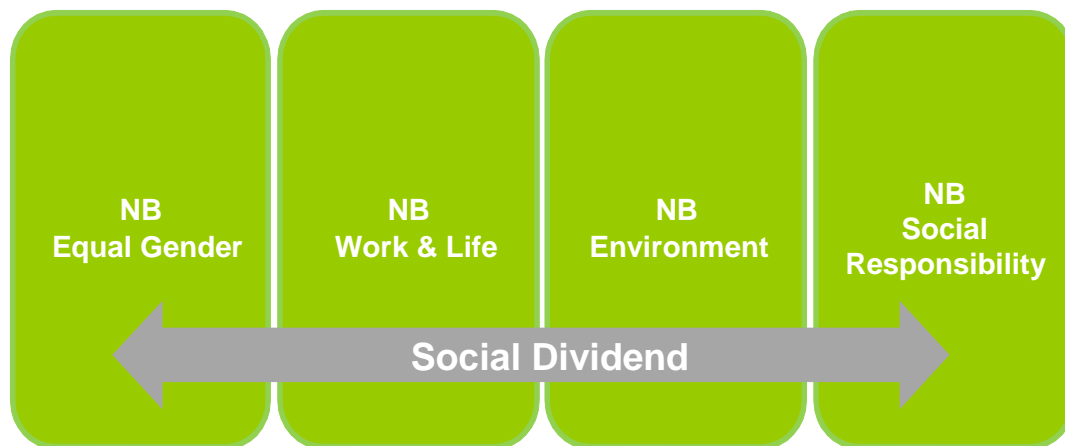 NB
Equal Gender
NB
Work & Life
NB
Environment
NB
Social
Responsibility
Social Dividend